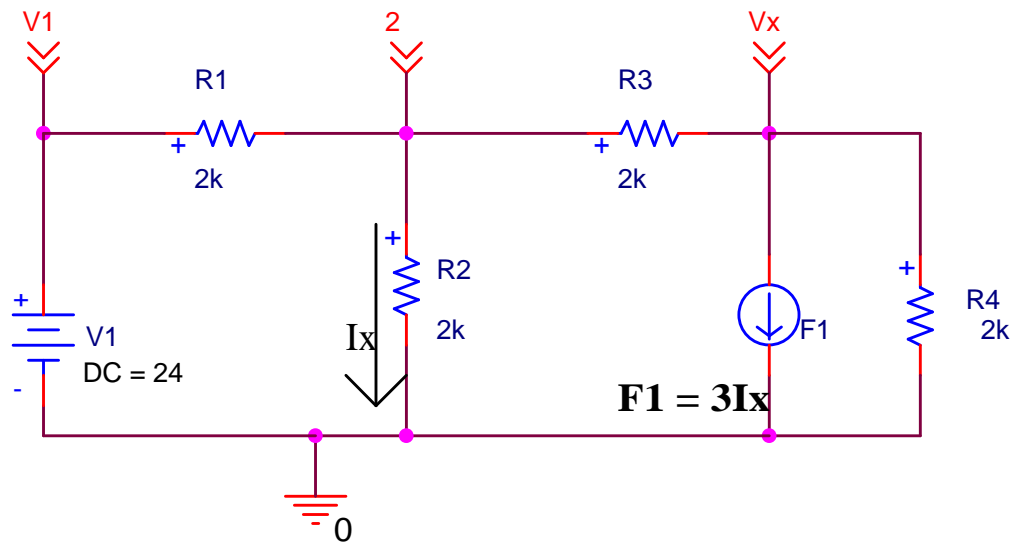 V1
2
Vx
R1
R3
+
+
2k
2k
+
R2
+
+
R4
Ix
2k
F1
2k
V1
DC = 24
-
F1 = 3Ix
0